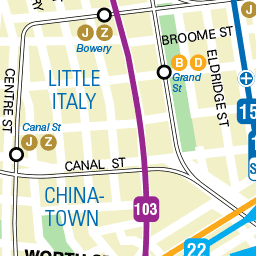 J Z
Bowery
BROOME ST
B D
Grand
St
ELDRIDGE ST
LITTLE
ITALY
CENTRE ST
Canal St
J Z
CANAL ST
CHINA-
TOWN
103
15
22